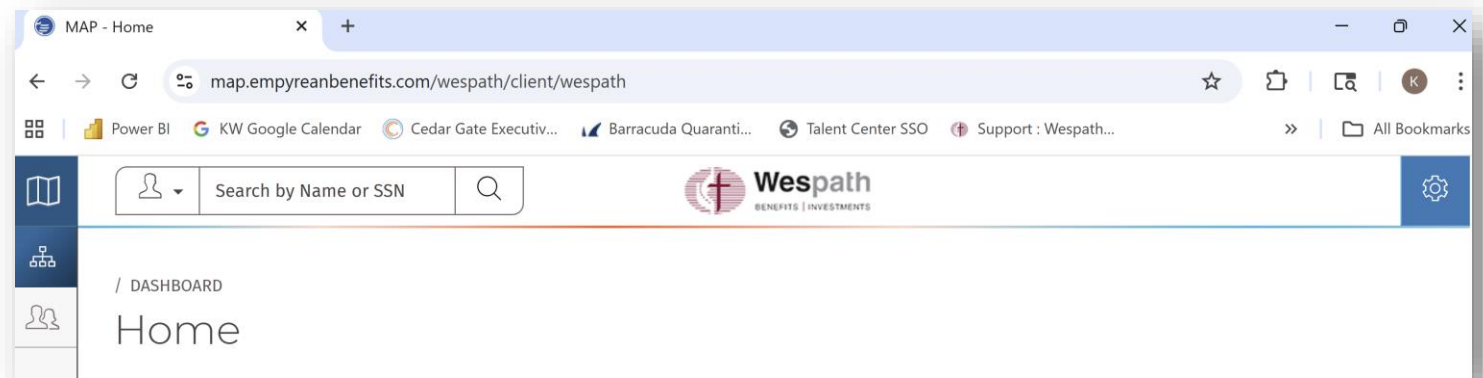 MAP - Home
map.empyreanbenefits.com/wespath/client/wespath
K
Power BI KW Google Calendar Cedar Gate Executiv... Barracuda Quaranti... Talent Center SSO Support : Wespath... » All Bookmarks
Search by Name or SSN
Wespath
BENEFITS | INVESTMENTS
/ DASHBOARD
Home